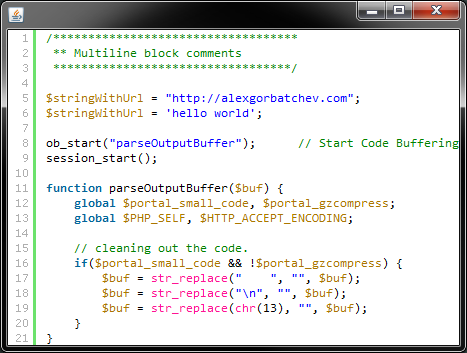 1 /***********************************
2 ** Multiline block comments
3 ***********************************/
4
5 $stringWithUrl = "http://alexgorbatchev.com";
6 $stringWithUrl = 'hello world';
7
8 ob_start("parseOutputBuffer");      // Start Code Buffering
9 session_start();
10
11 function parseOutputBuffer($buf) {
12     global $portal_small_code, $portal_gzcompress;
13     global $PHP_SELF, $HTTP_ACCEPT_ENCODING;
14
15     // cleaning out the code.
16     if($portal_small_code && !$portal_gzcompress) {
17         $buf = str_replace("    ", "", $buf);
18         $buf = str_replace("\n", "", $buf);
19         $buf = str_replace(chr(13), "", $buf);
20     }
21 }